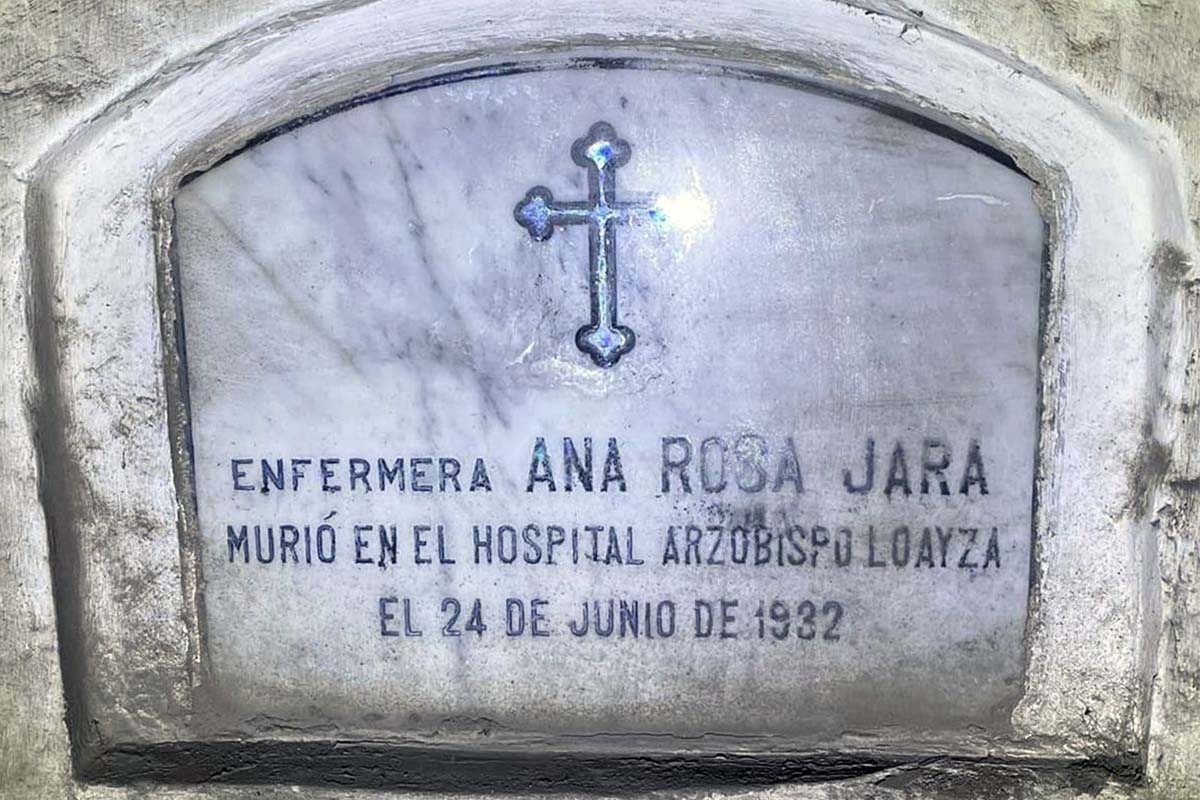 ENFERMERA ANA ROSA JARA
MURIÓ EN EL HOSPITAL ARZOBISPO LOAYZA
EL 24 DE JUNIO DE 1932